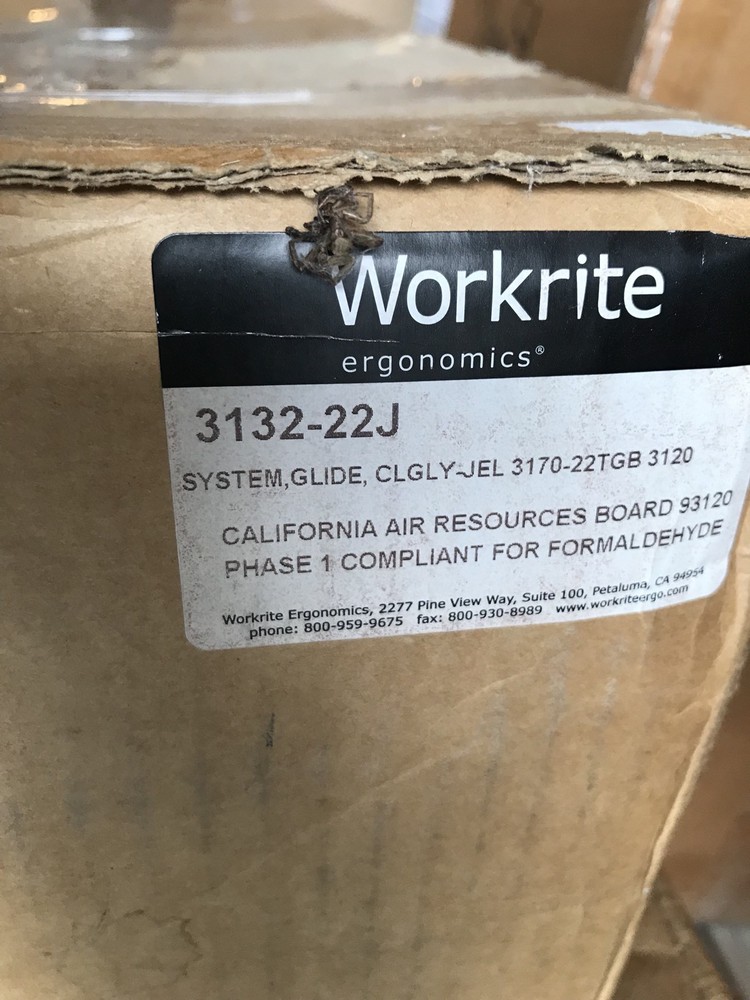 Workrite
ergonomics®
3132-22J
SYSTEM,GLIDE, CLGLY-JEL 3170-22TGB 3120
CALIFORNIA AIR RESOURCES BOARD 93120
PHASE 1 COMPLIANT FOR FORMALDEHYDE
Workrite Ergonomics, 2277 Pine View Way, Suite 100, Petaluma, CA 94954
phone: 800-959-9675 fax: 800-930-8989 www.workriteergo.com